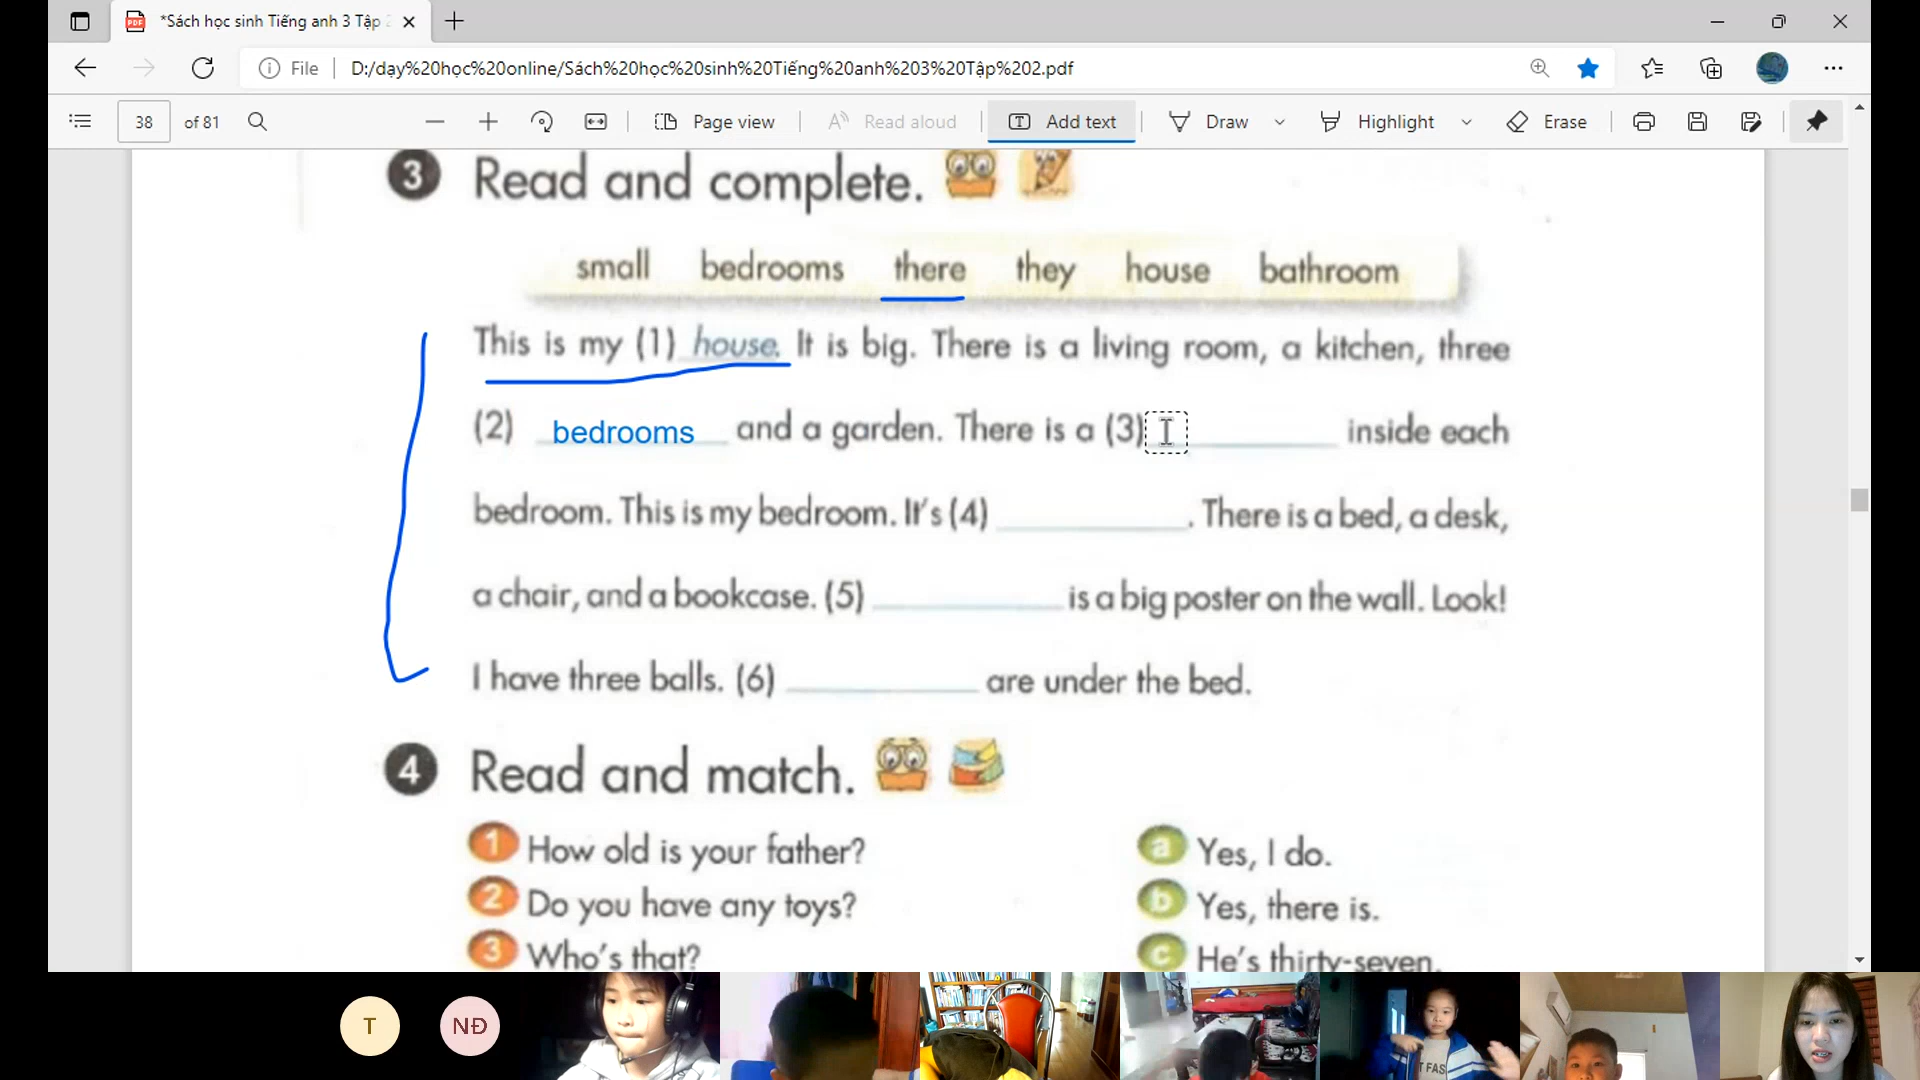 *Sách học sinh Tiếng anh 3 Tập 2
File D:/dạy%20học%20online/Sách%20học%20sinh%20Tiếng%20anh%203%20Tập%202.pdf
38 of 81 Page view Read aloud Add text Draw Highlight Erase
3 Read and complete.
small bedrooms there they house bathroom
This is my (1) house. It is big. There is a living room, a kitchen, three
(2) bedrooms and a garden. There is a (3) inside each
bedroom. This is my bedroom. It's (4) . There is a bed, a desk,
a chair, and a bookcase. (5) is a big poster on the wall. Look!
I have three balls. (6) are under the bed.
4 Read and match.
1 How old is your father? a Yes, I do.
2 Do you have any toys? b Yes, there is.
3 Who's that? c He's thirty-seven.
T NĐ